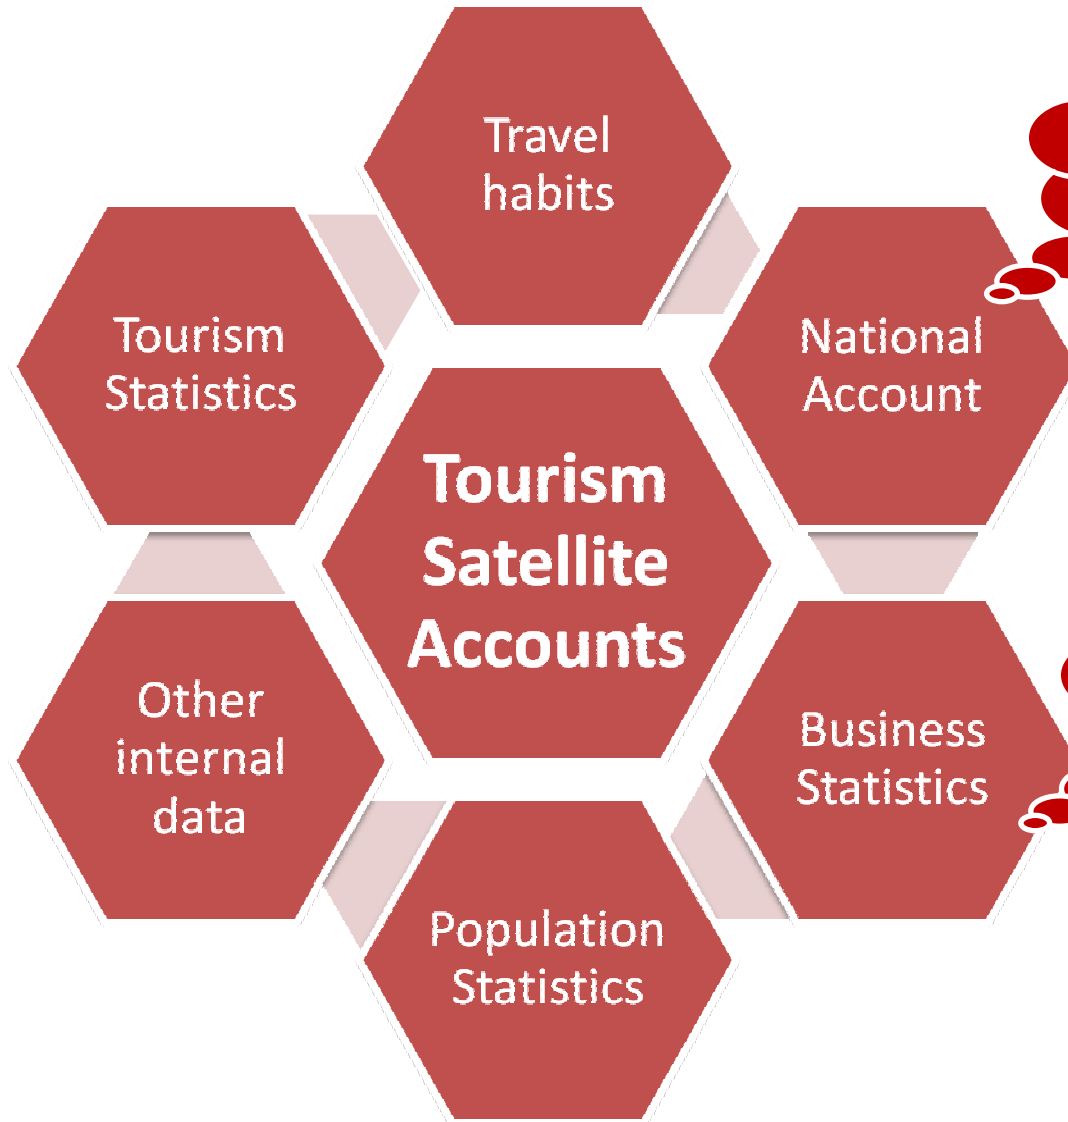 Travel
habits
National
Account
Business
Statistics
Population
Statistics
Other
internal
data
Tourism
Statistics
Tourism
Satellite
Accounts